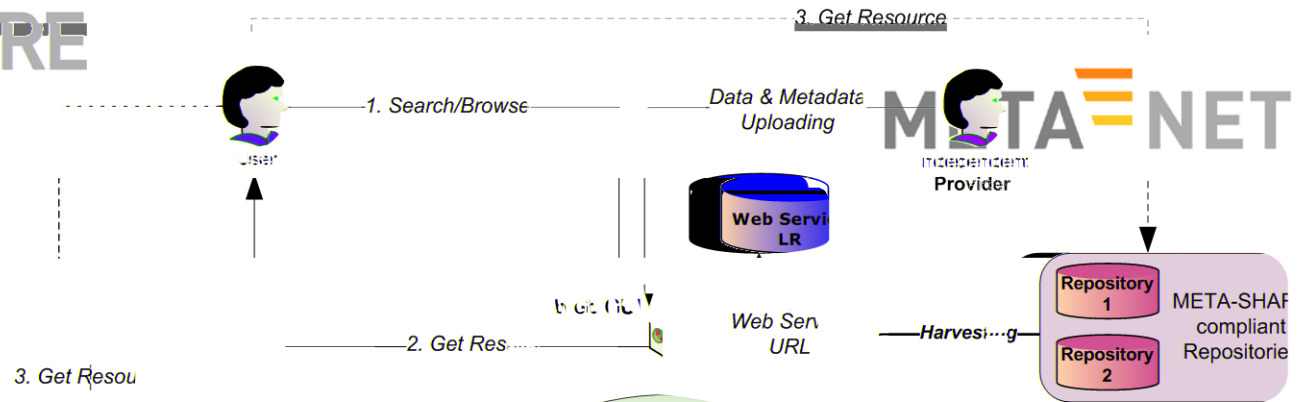 3. Get Resource
RE
1. Search/Browse
Data & Metadata
Uploading
META NET
Provider
Web Servi
LR
Repository
1
META-SHAR
compliant
Repositorie
Web Serv
URL
2. Get Res
Repository
2
3. Get Resou